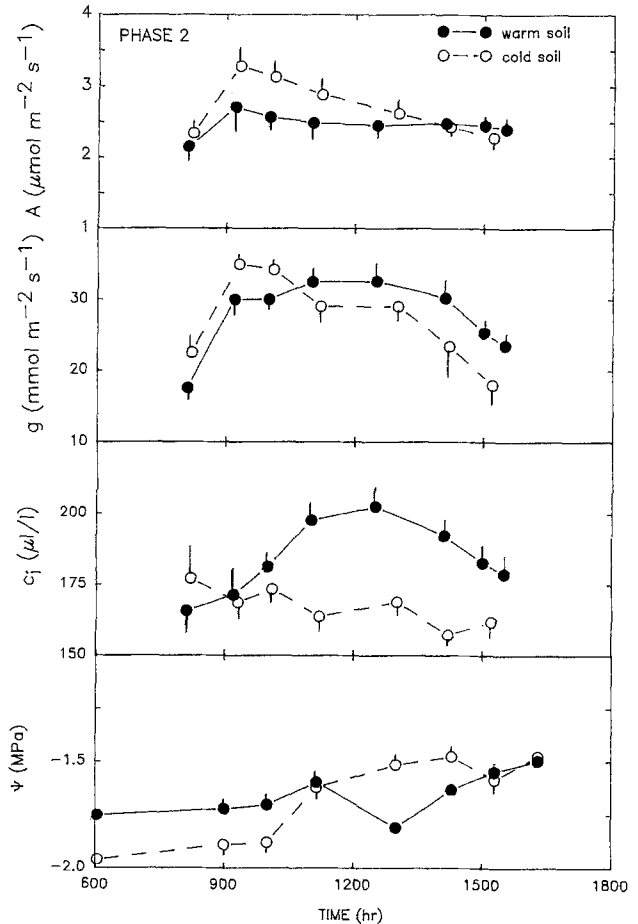 PHASE 2
warm soil
cold soil
4
3
2
1
A (μmol m⁻² s⁻¹)
30
20
10
g (mmol m⁻² s⁻¹)
200
175
150
cᵢ (μl/l)
-1.5
-2.0
Ψ (MPa)
600
900
1200
1500
1800
TIME (hr)